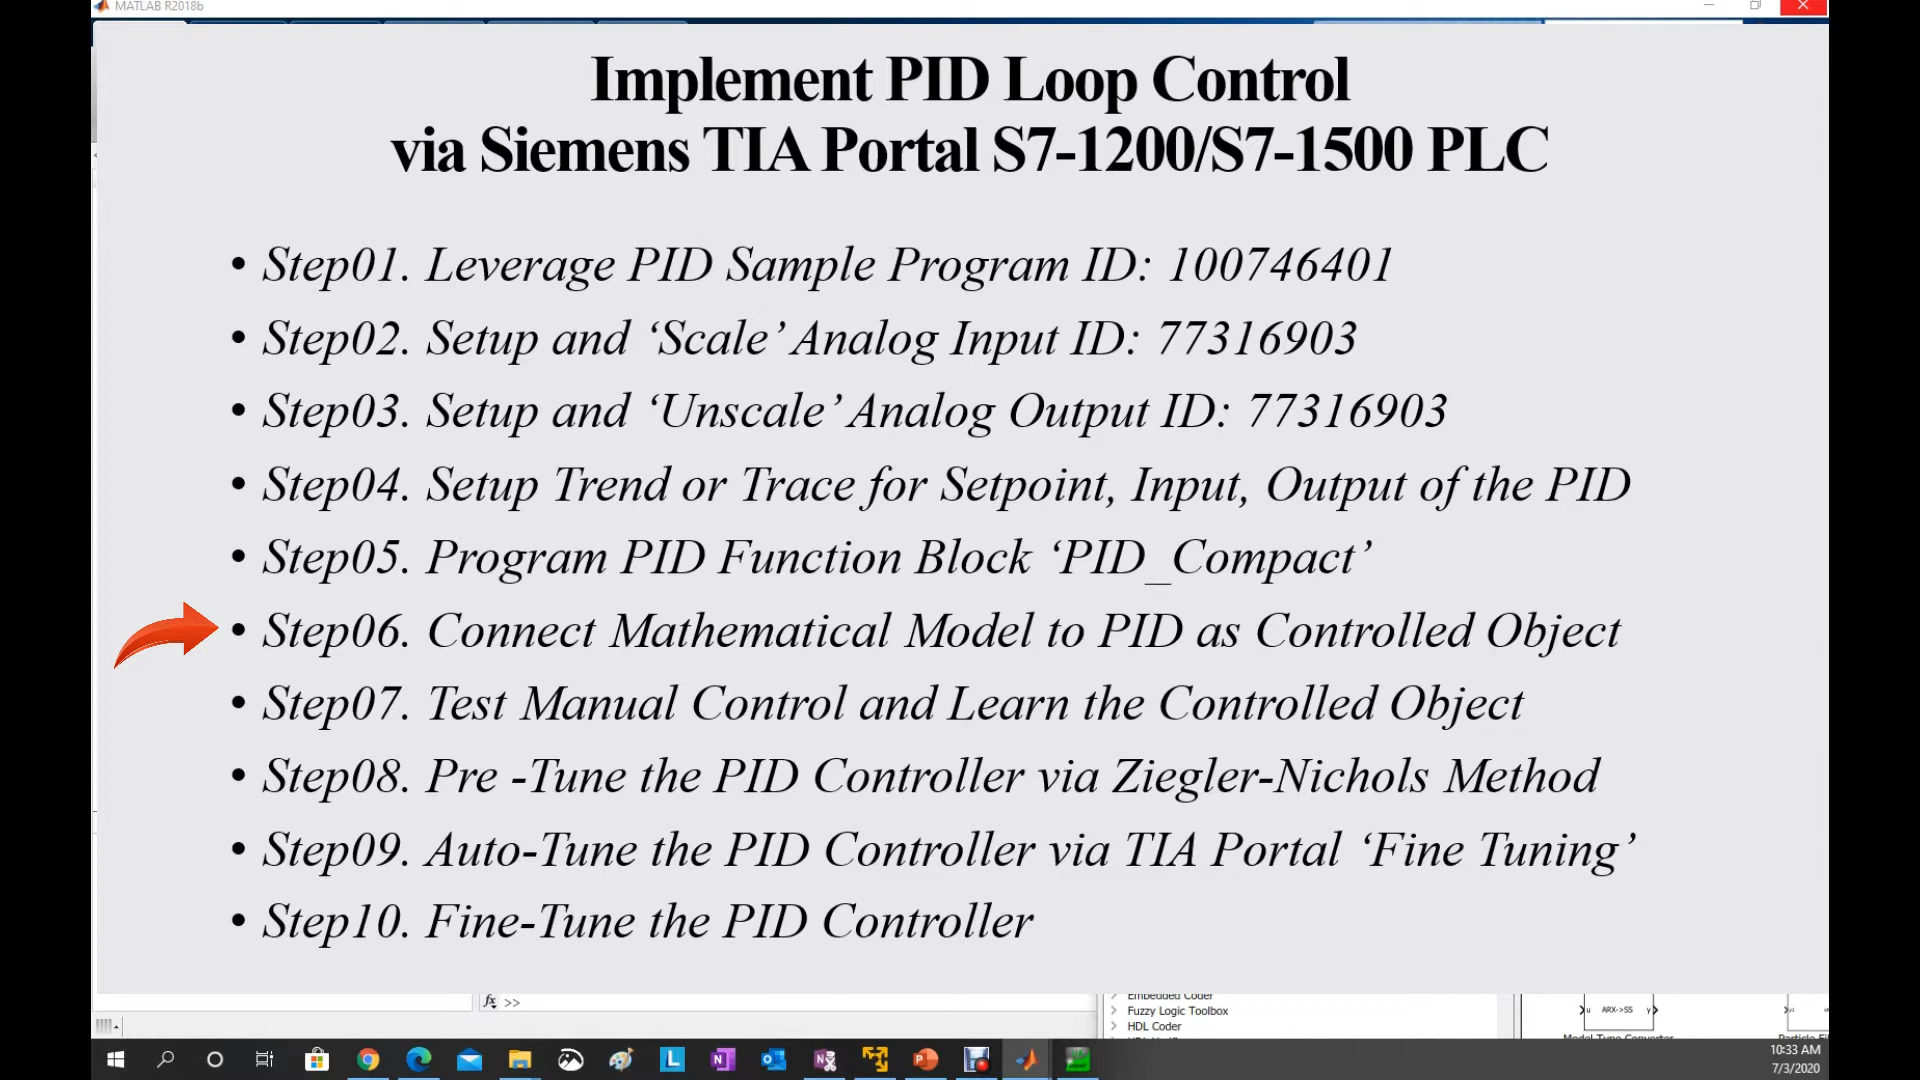 MATLAB R2018b
Implement PID Loop Control
via Siemens TIA Portal S7-1200/S7-1500 PLC
• Step01. Leverage PID Sample Program ID: 100746401
• Step02. Setup and ‘Scale’ Analog Input ID: 77316903
• Step03. Setup and ‘Unscale’ Analog Output ID: 77316903
• Step04. Setup Trend or Trace for Setpoint, Input, Output of the PID
• Step05. Program PID Function Block ‘PID_Compact’
• Step06. Connect Mathematical Model to PID as Controlled Object
• Step07. Test Manual Control and Learn the Controlled Object
• Step08. Pre -Tune the PID Controller via Ziegler-Nichols Method
• Step09. Auto-Tune the PID Controller via TIA Portal ‘Fine Tuning’
• Step10. Fine-Tune the PID Controller
fx >>
Embedded Coder
Fuzzy Logic Toolbox
HDL Coder
u ARX->SS y
Model Type Converter
10:33 AM
7/3/2020